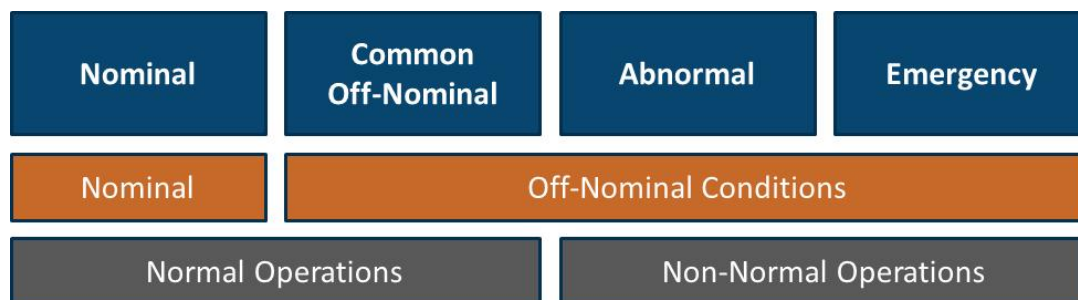 Nominal
Common
Off-Nominal
Abnormal
Emergency
Nominal
Off-Nominal Conditions
Normal Operations
Non-Normal Operations